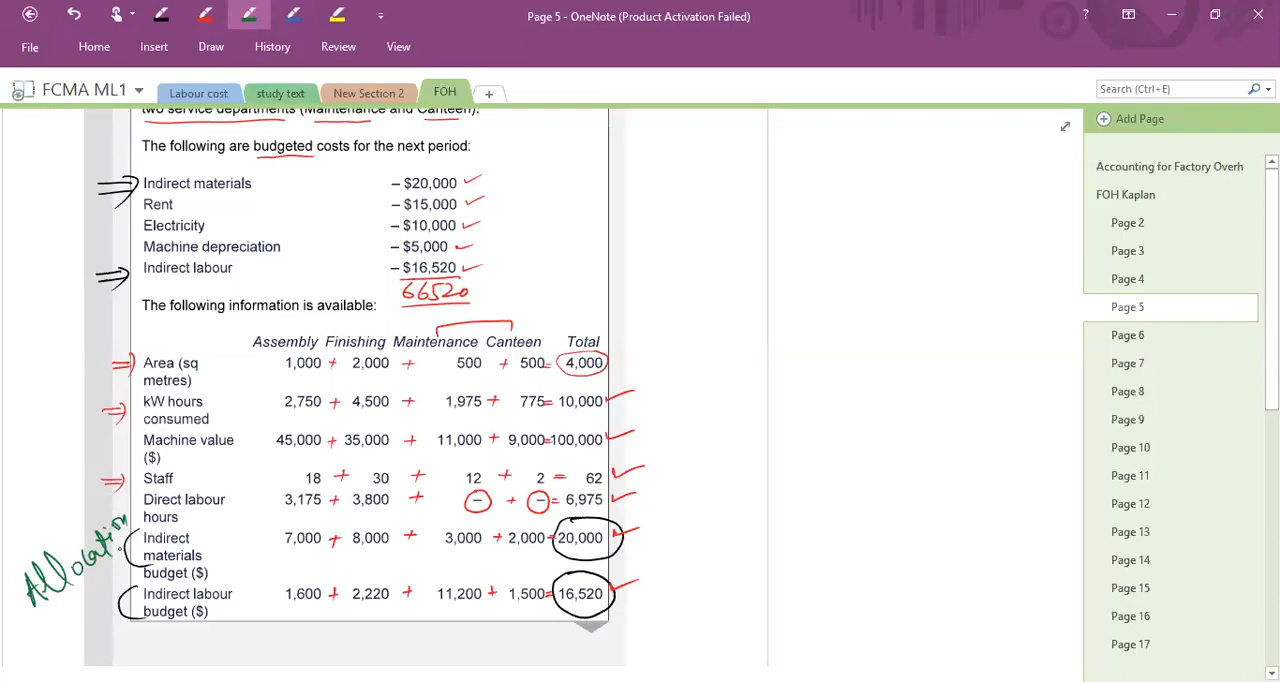 Page 5 - OneNote (Product Activation Failed)
?
File Home Insert Draw History Review View
FCMA ML1 Labour cost study text New Section 2 FOH +
Search (Ctrl+E)
Add Page
Accounting for Factory Overh
FOH Kaplan
Page 2
Page 3
Page 4
Page 5
Page 6
Page 7
Page 8
Page 9
Page 10
Page 11
Page 12
Page 13
Page 14
Page 15
Page 16
Page 17
two service departments (Maintenance and Canteen).
The following are budgeted costs for the next period:
Indirect materials – $20,000
Rent – $15,000
Electricity – $10,000
Machine depreciation – $5,000
Indirect labour – $16,520
66520
The following information is available:
Assembly Finishing Maintenance Canteen Total
Area (sq 1,000 + 2,000 + 500 + 500 = 4,000
metres)
kW hours 2,750 + 4,500 + 1,975 + 775 = 10,000
consumed
Machine value 45,000 + 35,000 + 11,000 + 9,000 = 100,000
($)
Staff 18 + 30 + 12 + 2 = 62
Direct labour 3,175 + 3,800 + – + – = 6,975
hours
Indirect 7,000 + 8,000 + 3,000 + 2,000 = 20,000
materials
budget ($)
Indirect labour 1,600 + 2,220 + 11,200 + 1,500 = 16,520
budget ($)
Allocation